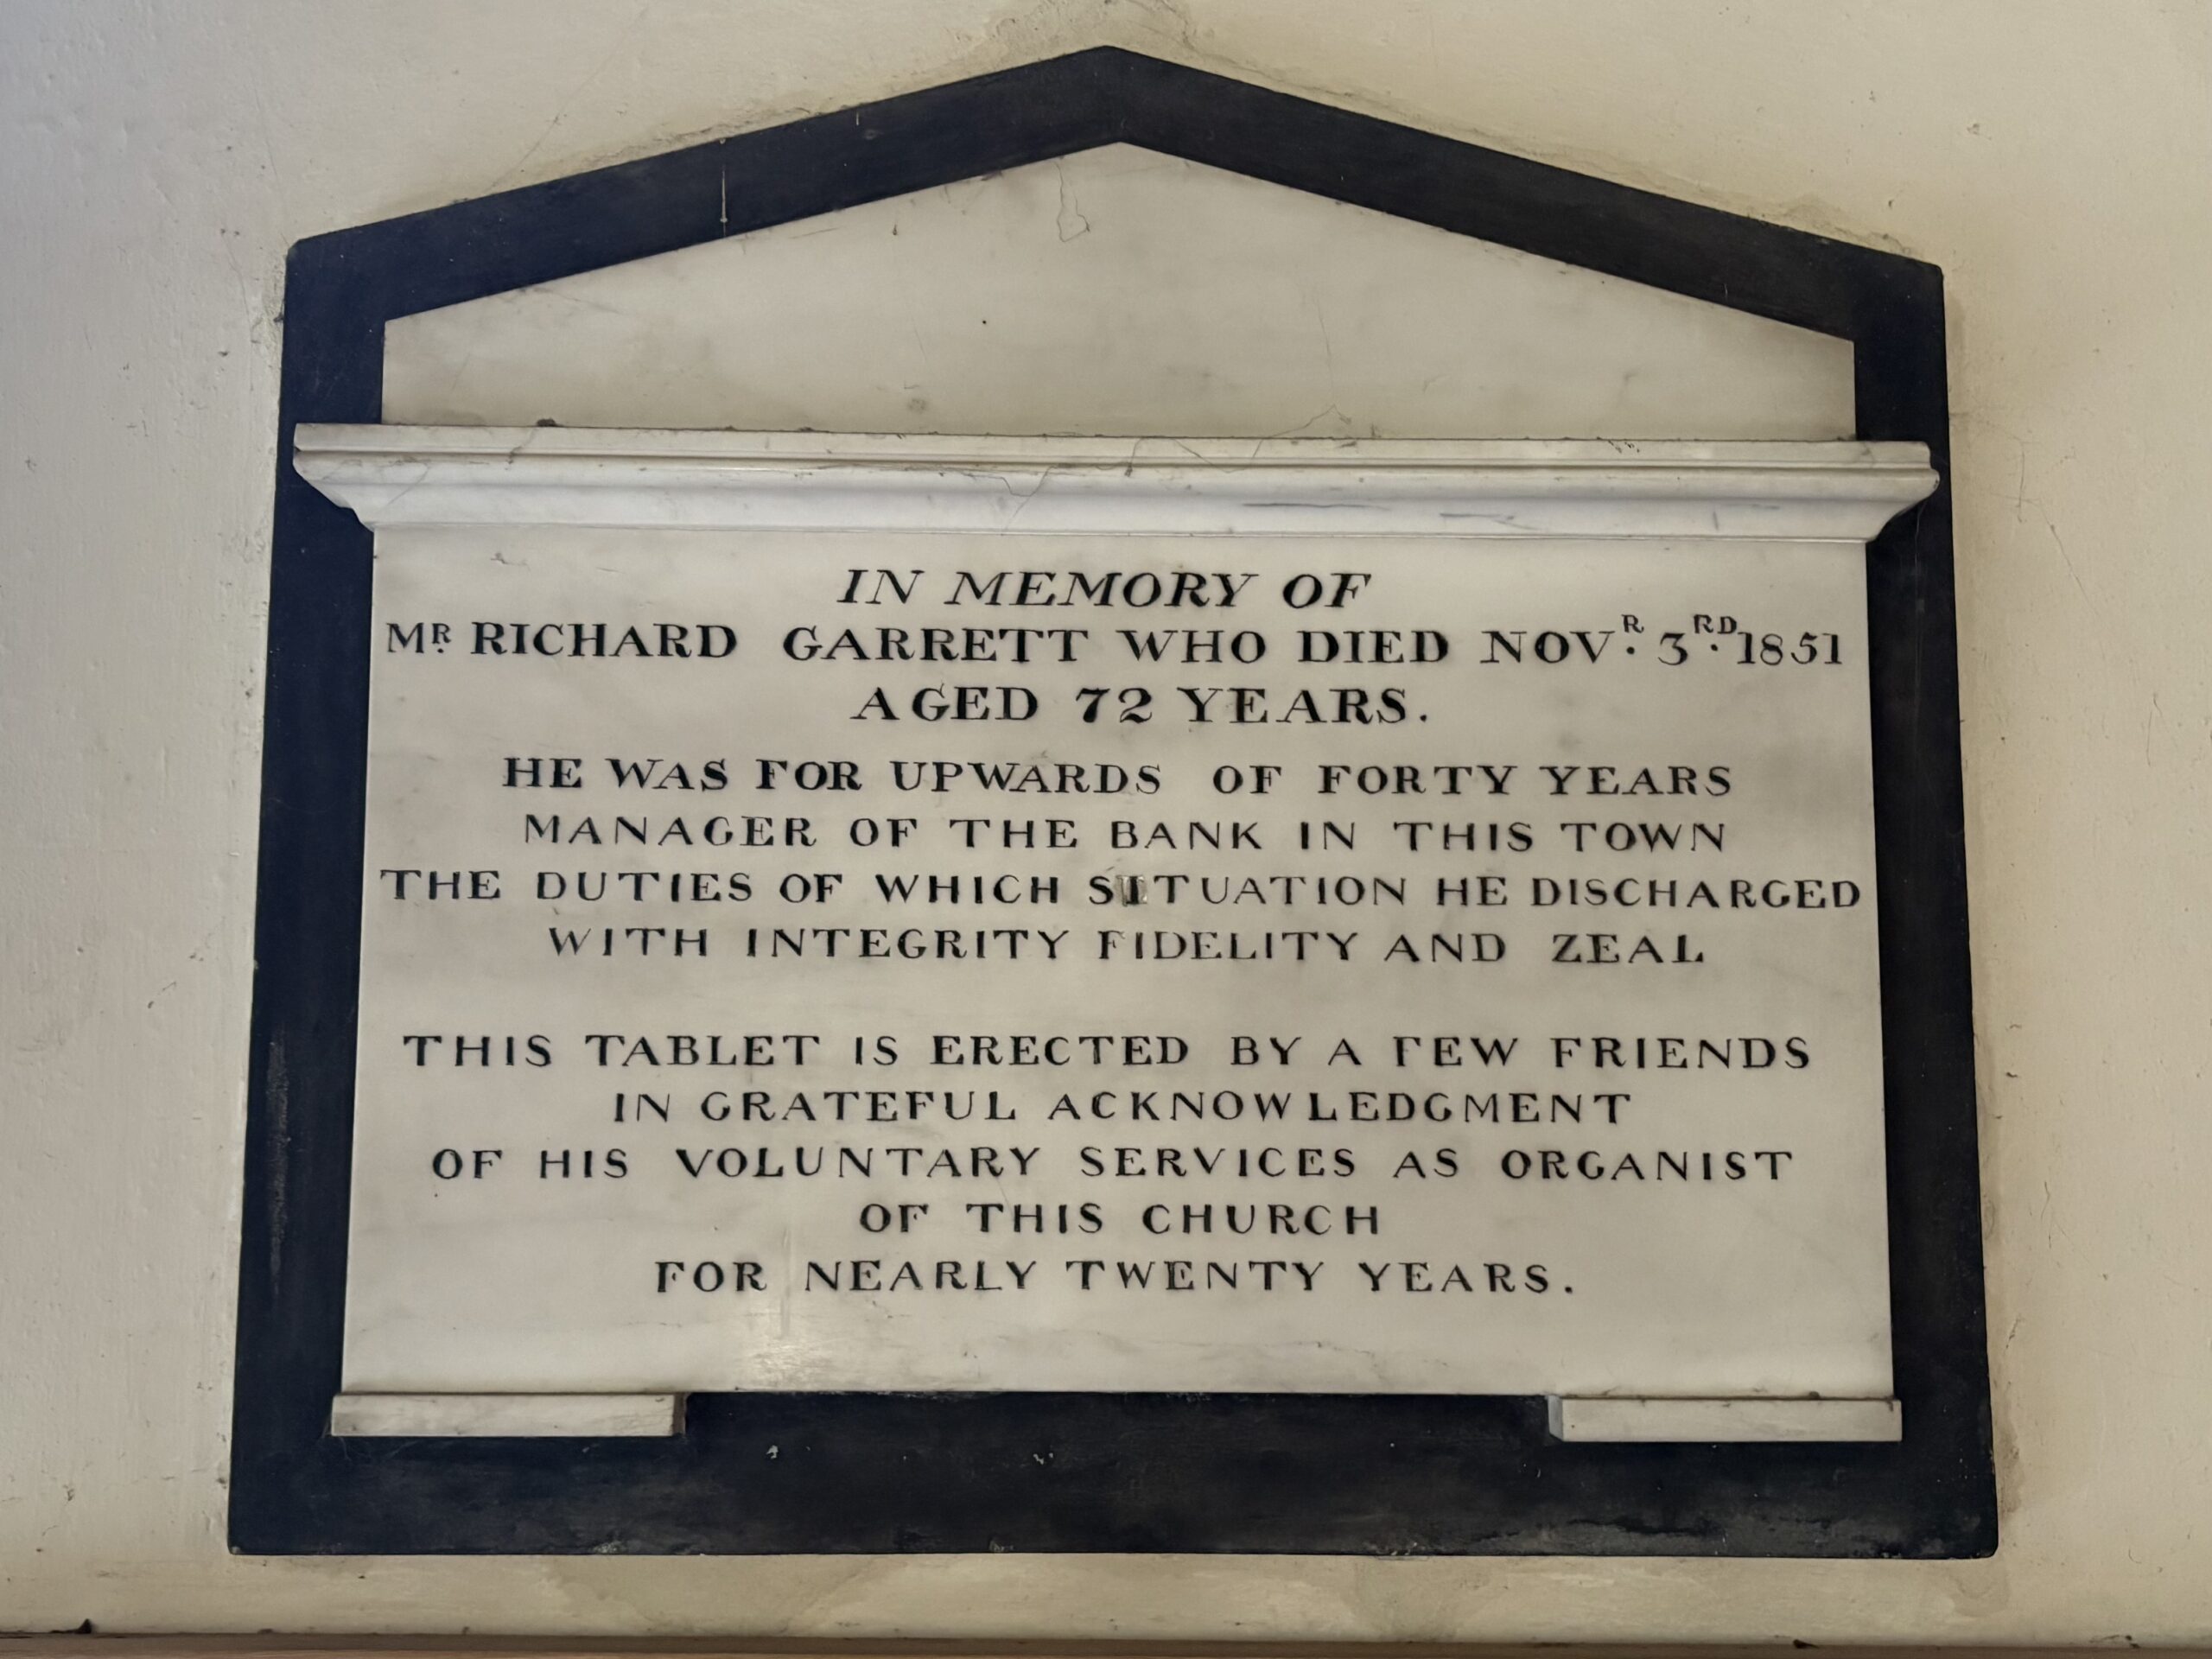 IN MEMORY OF
MR. RICHARD GARRETT WHO DIED NOVR. 3RD. 1851
AGED 72 YEARS.
HE WAS FOR UPWARDS OF FORTY YEARS
MANAGER OF THE BANK IN THIS TOWN
THE DUTIES OF WHICH SITUATION HE DISCHARGED
WITH INTEGRITY FIDELITY AND ZEAL
THIS TABLET IS ERECTED BY A FEW FRIENDS
IN GRATEFUL ACKNOWLEDGMENT
OF HIS VOLUNTARY SERVICES AS ORGANIST
OF THIS CHURCH
FOR NEARLY TWENTY YEARS.